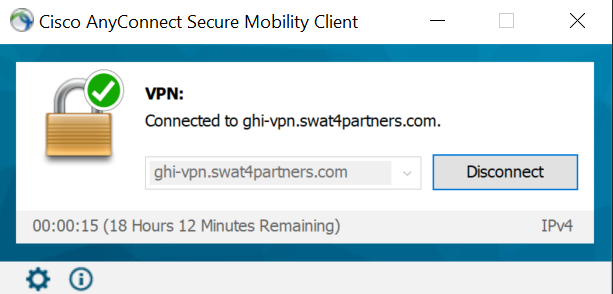 Cisco AnyConnect Secure Mobility Client
VPN:
Connected to ghi-vpn.swat4partners.com.
ghi-vpn.swat4partners.com
Disconnect
00:00:15 (18 Hours 12 Minutes Remaining)
IPv4